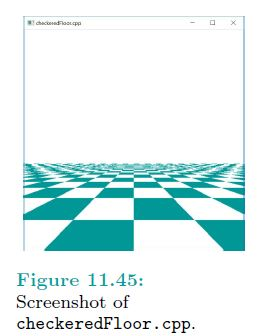 checkeredFloor.cpp
Figure 11.45:
Screenshot of
checkeredFloor.cpp.